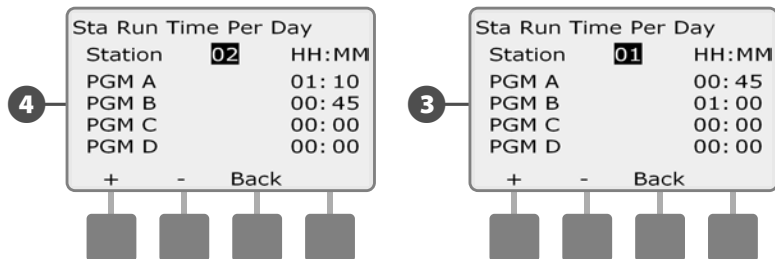 4
Sta Run Time Per Day
Station 02 HH:MM
PGM A 01:10
PGM B 00:45
PGM C 00:00
PGM D 00:00
+ - Back
3
Sta Run Time Per Day
Station 01 HH:MM
PGM A 00:45
PGM B 01:00
PGM C 00:00
PGM D 00:00
+ - Back